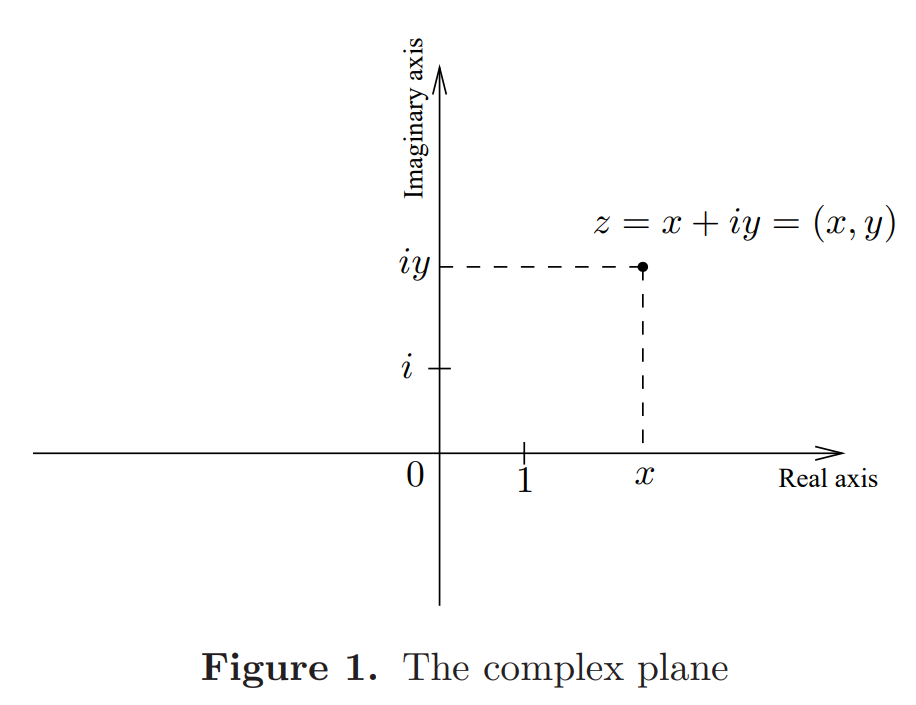 Imaginary axis
z = x + iy = (x, y)
iy
i
0
1
x
Real axis
Figure 1. The complex plane